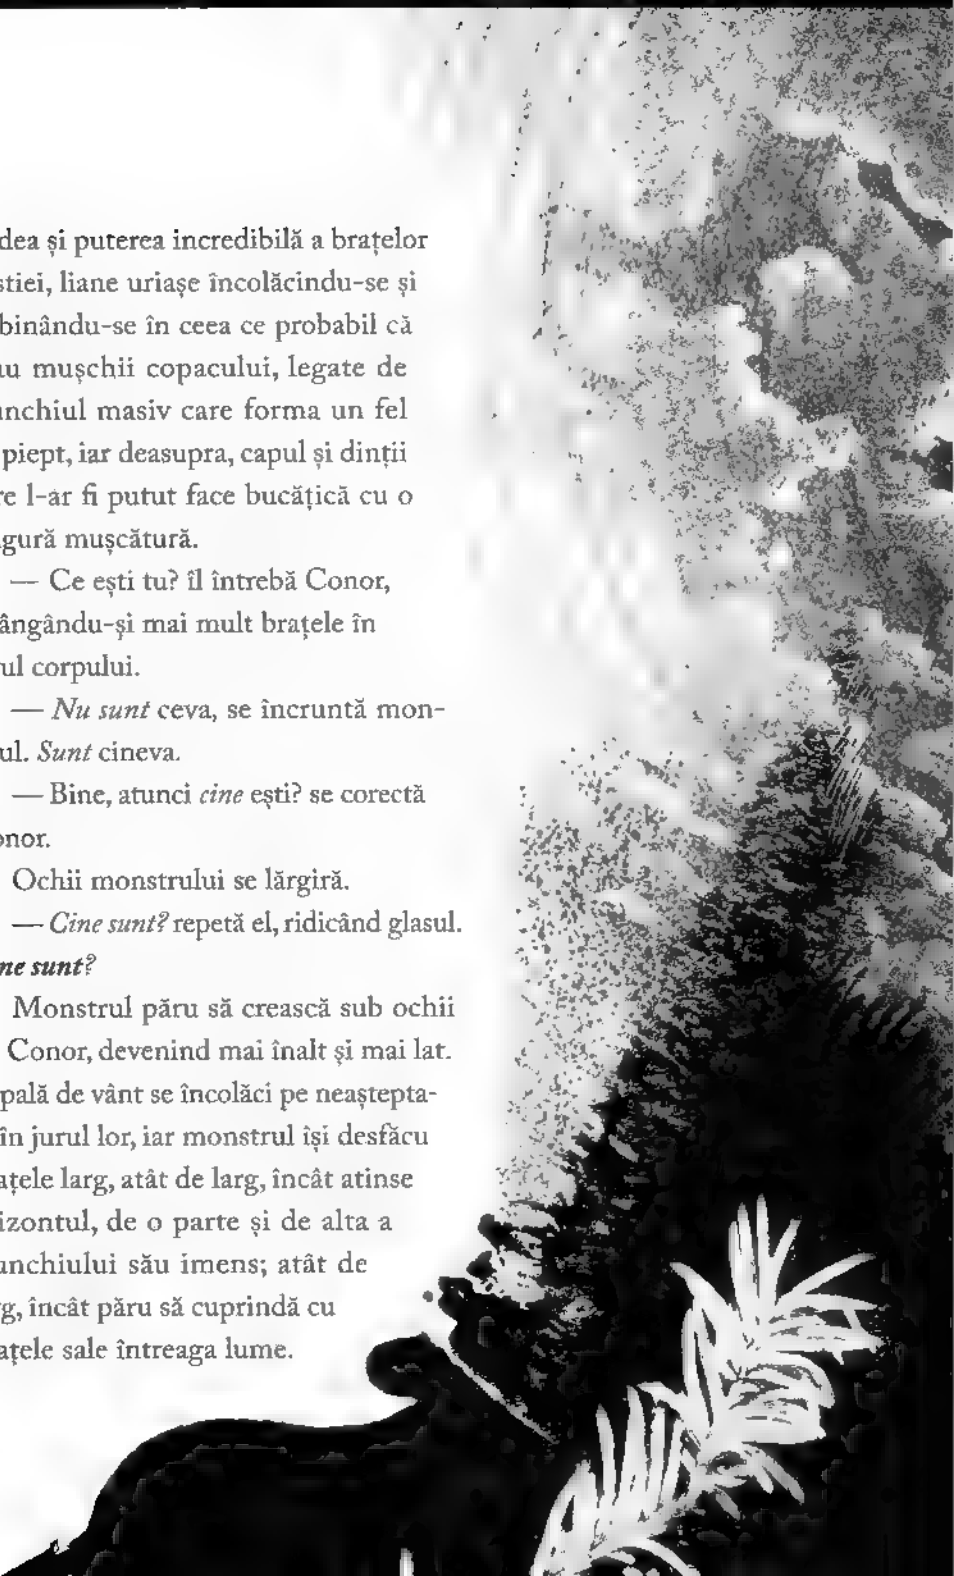 dea și puterea incredibilă a brațelor
stiei, liane uriașe încolăcindu-se și
binându-se în ceea ce probabil că
au mușchii copacului, legate de
unchiul masiv care forma un fel
piept, iar deasupra, capul și dinții
re l-ar fi putut face bucățică cu o
gură mușcătură.
— Ce ești tu? îl întrebă Conor,
ângându-și mai mult brațele în
ul corpului.
— Nu sunt ceva, se încruntă mon-
ul. Sunt cineva.
— Bine, atunci cine ești? se corectă
onor.
Ochii monstrului se lărgiră.
— Cine sunt? repetă el, ridicând glasul.
ne sunt?
Monstrul păru să crească sub ochii
Conor, devenind mai înalt și mai lat.
pală de vânt se încolăci pe neaștepta-
în jurul lor, iar monstrul își desfăcu
ațele larg, atât de larg, încât atinse
izontul, de o parte și de alta a
unchiului său imens; atât de
rg, încât păru să cuprindă cu
ațele sale întreaga lume.